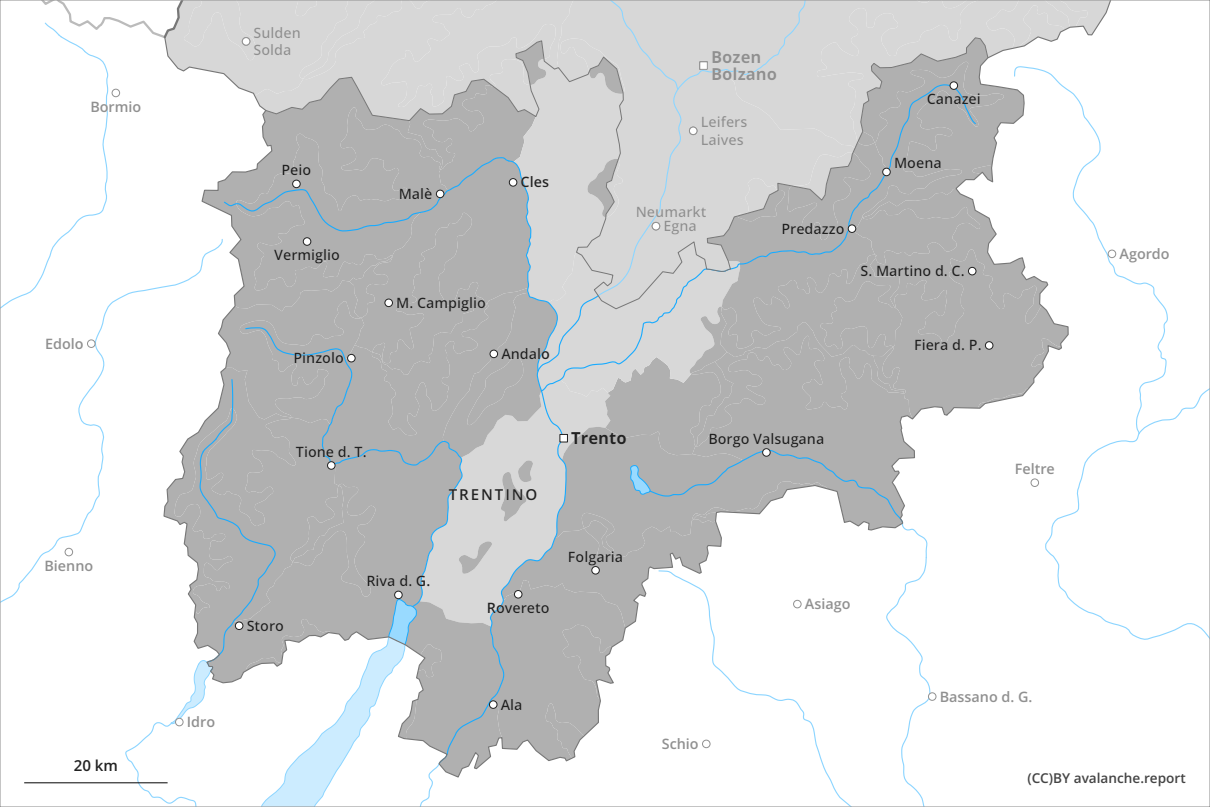 Sulden
Solda
Bozen
Bolzano
Bormio
Canazei
Leifers
Laives
Moena
Peio
Malè
Cles
Neumarkt
Egna
Predazzo
Vermiglio
Agordo
S. Martino d. C.
M. Campiglio
Edolo
Pinzolo
Andalo
Fiera d. P.
Trento
Borgo Valsugana
Tione d. T.
Feltre
TRENTINO
Bienno
Folgaria
Riva d. G.
Rovereto
Asiago
Storo
Bassano d. G.
Ala
Idro
Schio
20 km
(CC)BY avalanche.report